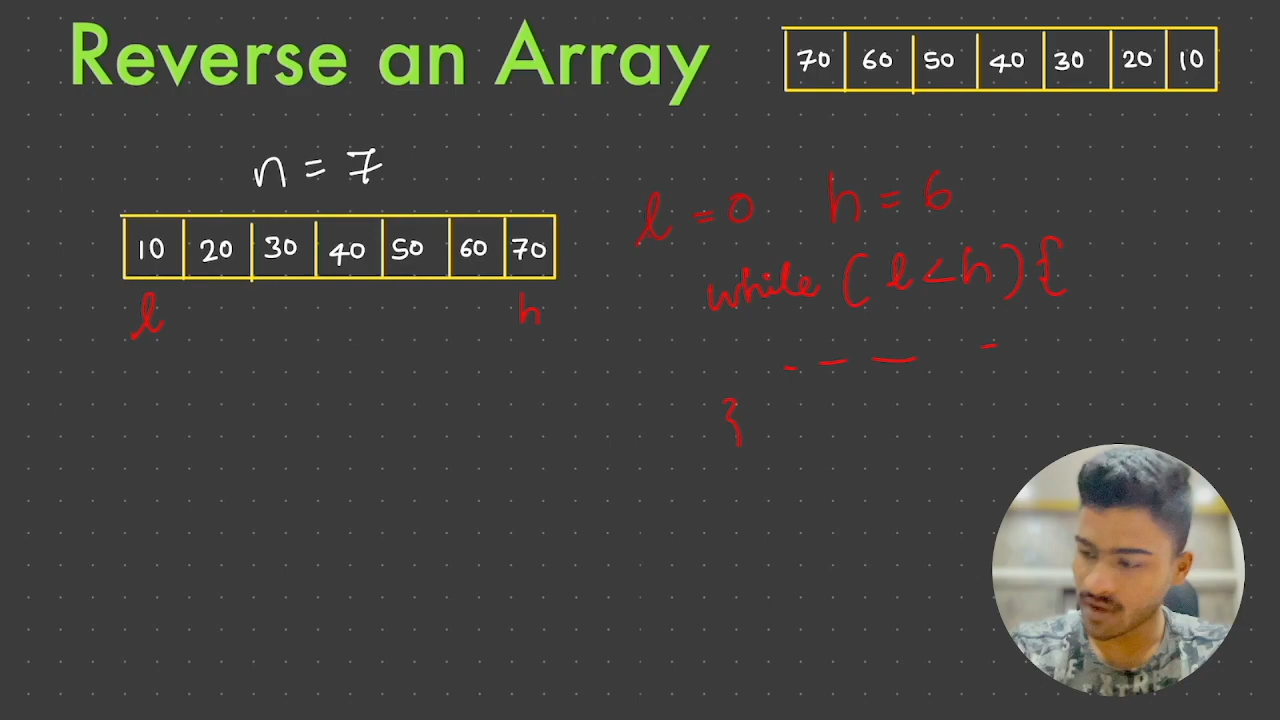 Reverse an Array
70 60 50 40 30 20 10
n = 7
10 20 30 40 50 60 70
l h
l = 0 h = 6
while ( l < h ) {
}